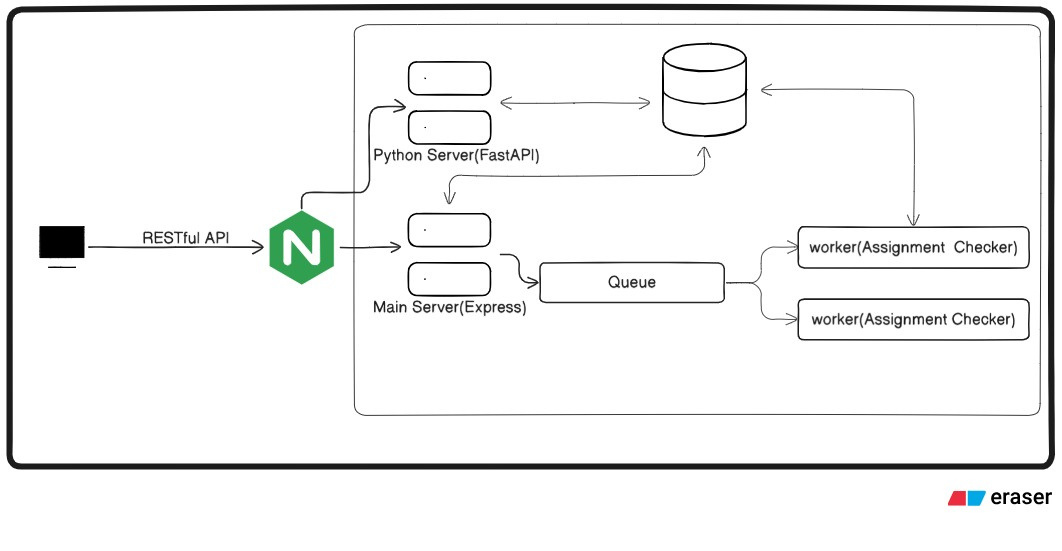 Python Server(FastAPI)
RESTful API
N
worker(Assignment Checker)
Queue
Main Server(Express)
worker(Assignment Checker)
eraser